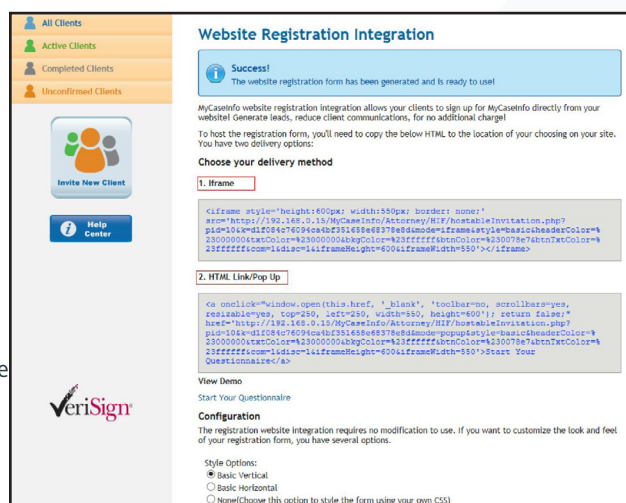 All Clients
Active Clients
Completed Clients
Unconfirmed Clients
Invite New Client
Help
Center
e
VeriSign
Website Registration Integration
Success!
The website registration form has been generated and is ready to use!
MyCaseInfo website registration integration allows your clients to sign up for MyCaseInfo directly from your
website! Generate leads, reduce client communications, for no additional charge!
To host the registration form, you'll need to copy the below HTML to the location of your choosing on your site.
You have two delivery options:
Choose your delivery method
1. Iframe
<iframe style='height:600px; width:550px; border: none;'
src='http://192.168.0.15/MyCaseInfo/Attorney/HIF/hostableInvitation.php?
pid=10&k=d1f084c76094ca4bf351658e68378e8d&mode=iframe&style=basic&headerColor=%
23000000&txtColor=%23000000&bkgColor=%23ffffff&btnColor=%230078e7&btnTxtColor=%
23ffffff&com=1&disc=1&iframeHeight=600&iframeWidth=550'></iframe>
2. HTML Link/Pop Up
<a onclick="window.open(this.href, '_blank', 'toolbar=no, scrollbars=yes,
resizable=yes, top=250, left=250, width=550, height=600'); return false;"
href='http://192.168.0.15/MyCaseInfo/Attorney/HIF/hostableInvitation.php?
pid=10&k=d1f084c76094ca4bf351658e68378e8d&mode=popup&style=basic&headerColor=%
23000000&txtColor=%23000000&bkgColor=%23ffffff&btnColor=%230078e7&btnTxtColor=%
23ffffff&com=1&disc=1&iframeHeight=600&iframeWidth=550'>Start Your
Questionnaire</a>
View Demo
Start Your Questionnaire
Configuration
The registration website integration requires no modification to use. If you want to customize the look and feel
of your registration form, you have several options.
Style Options:
Basic Vertical
Basic Horizontal
None(Choose this option to style the form using your own CSS)